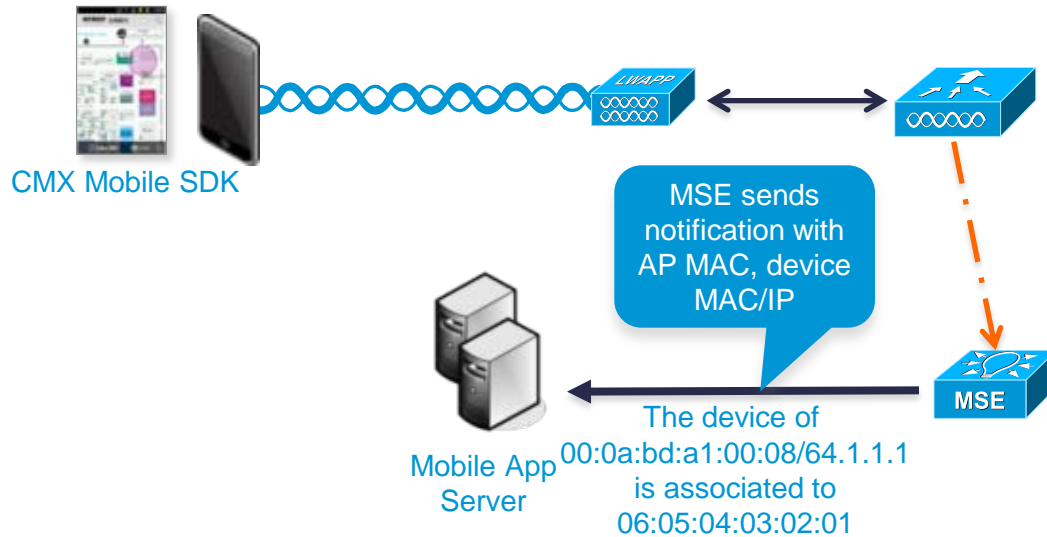 LWAPP
CMX Mobile SDK
MSE sends
notification with
AP MAC, device
MAC/IP
MSE
The device of
00:0a:bd:a1:00:08/64.1.1.1
is associated to
06:05:04:03:02:01
Mobile App
Server